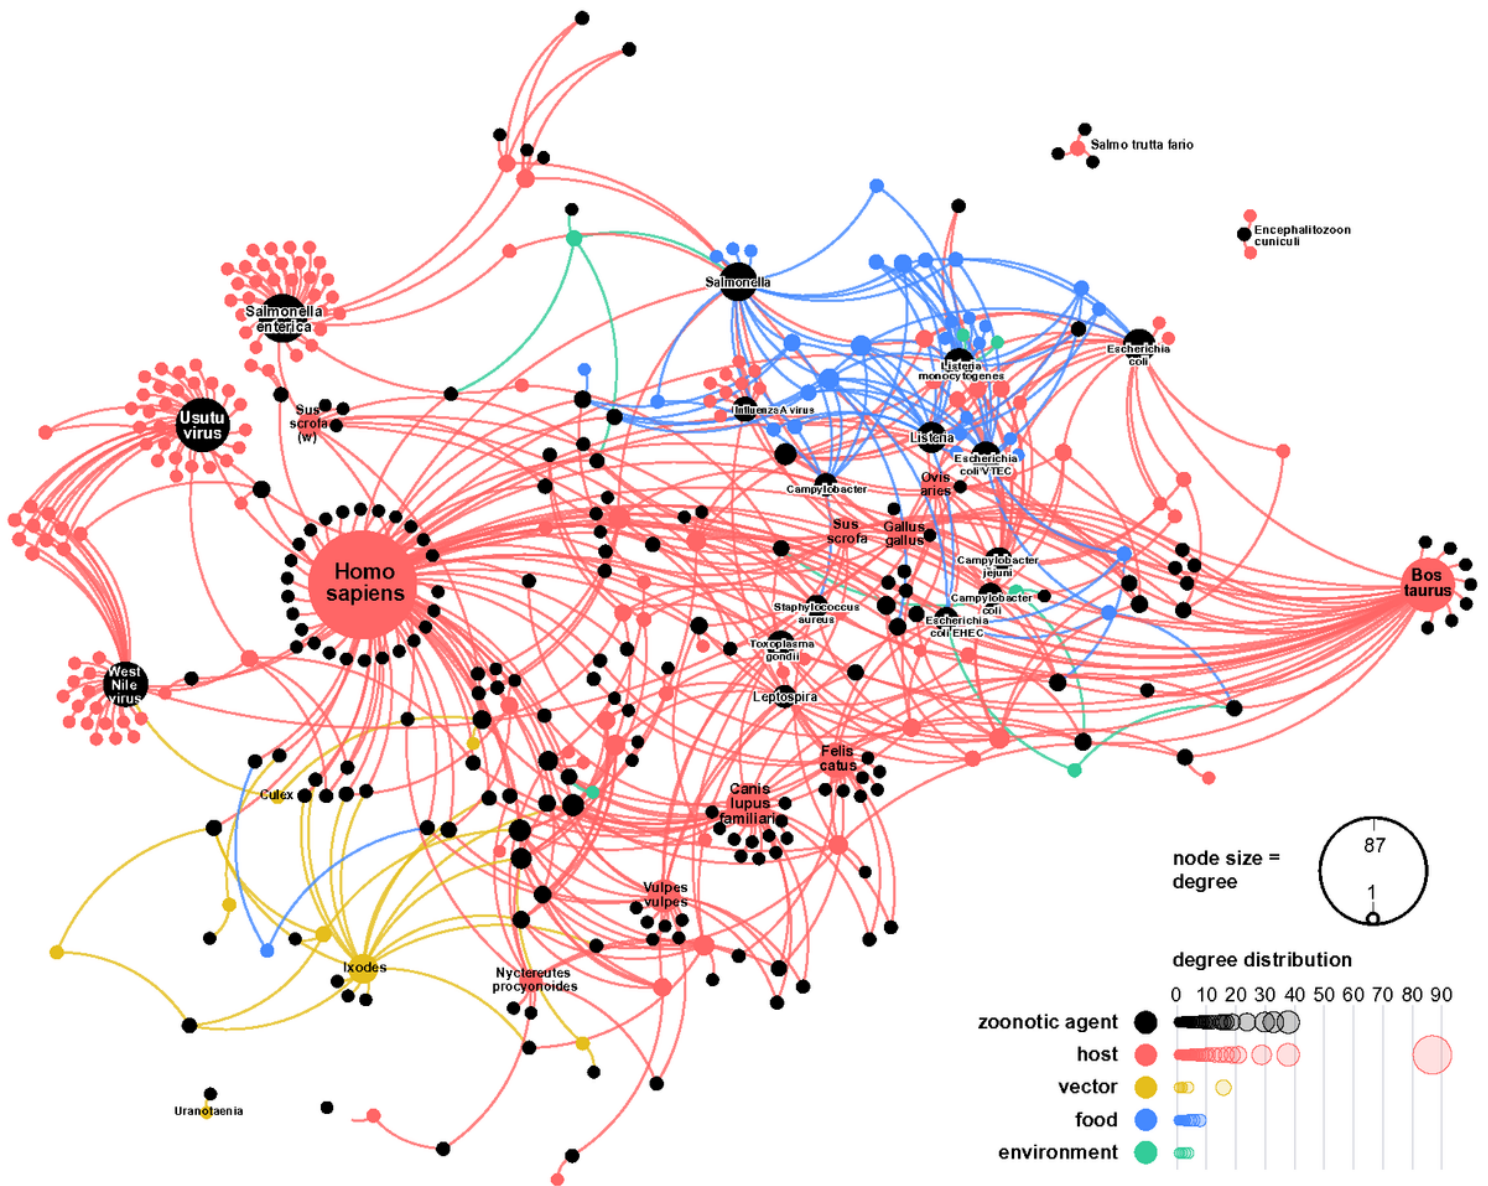 Salmo trutta fario
Encephalitozoon
cuniculi
Salmonella
Salmonella
enterica
Escherichia
coli
Listeria
monocytogenes
Sus
scrofa
(w)
Usutu
virus
Influenza A virus
Listeria
Escherichia
coli VTEC
Campylobacter
Ovis
aries
Sus
scrofa
Gallus
gallus
Homo
sapiens
Campylobacter
jejuni
Bos
taurus
Campylobacter
coli
Staphylococcus
aureus
Escherichia
coli EHEC
Toxoplasma
gondii
West
Nile
virus
Leptospira
Felis
catus
Culex
Canis
lupus
familiaris
Vulpes
vulpes
Ixodes
Nyctereutes
procyonoides
Uranotaenia
node size =
degree
87
1
degree distribution
0 10 20 30 40 50 60 70 80 90
zoonotic agent
host
vector
food
environment